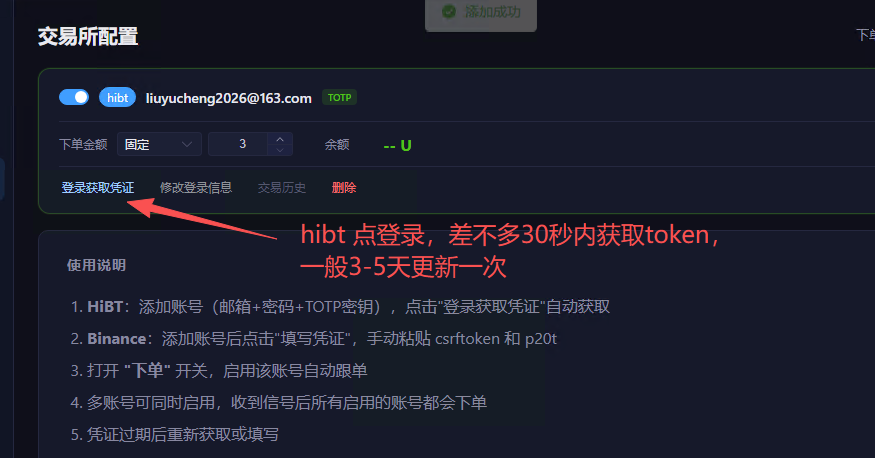 添加成功
交易所配置
下单
hibt liuyucheng2026@163.com TOTP
下单金额 固定 3 余额 -- U
登录获取凭证 修改登录信息 交易历史 删除
hibt 点登录，差不多30秒内获取token，
一般3-5天更新一次
使用说明
1. HiBT：添加账号（邮箱+密码+TOTP密钥），点击"登录获取凭证"自动获取
2. Binance：添加账号后点击"填写凭证"，手动粘贴 csrftoken 和 p20t
3. 打开 "下单" 开关，启用该账号自动跟单
4. 多账号可同时启用，收到信号后所有启用的账号都会下单
5. 凭证过期后重新获取或填写